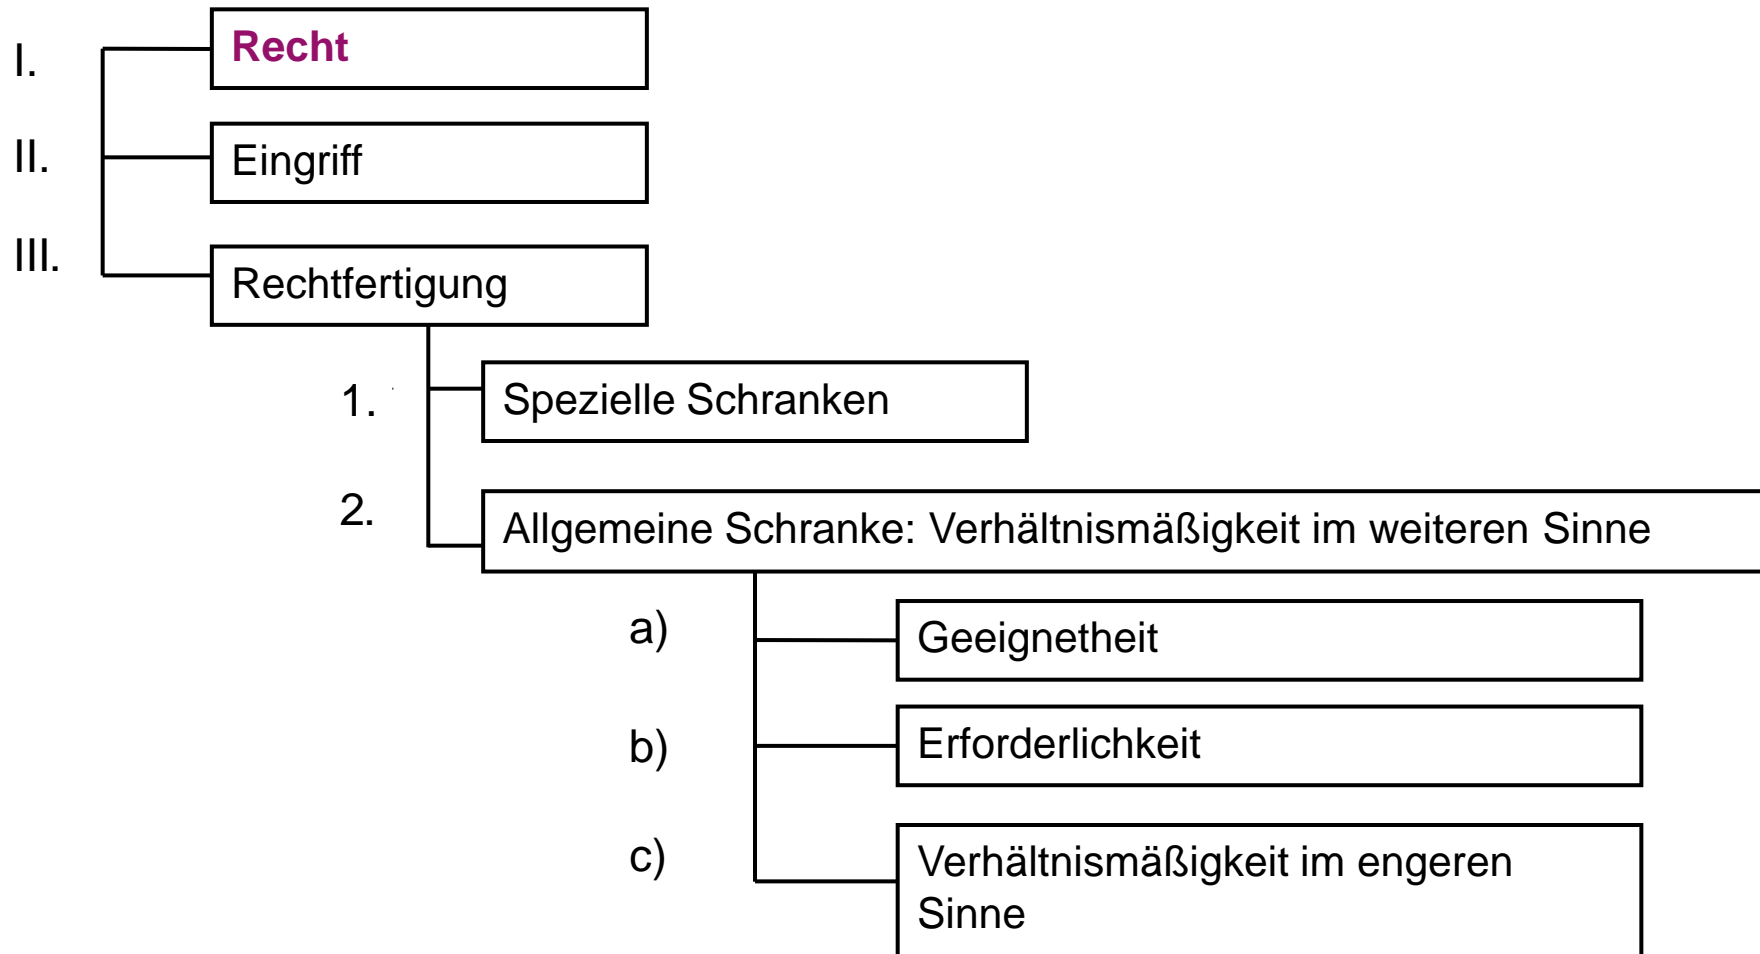 I.
Recht
II.
Eingriff
III.
Rechtfertigung
1.
Spezielle Schranken
2.
Allgemeine Schranke: Verhältnismäßigkeit im weiteren Sinne
a)
Geeignetheit
b)
Erforderlichkeit
c)
Verhältnismäßigkeit im engeren
Sinne